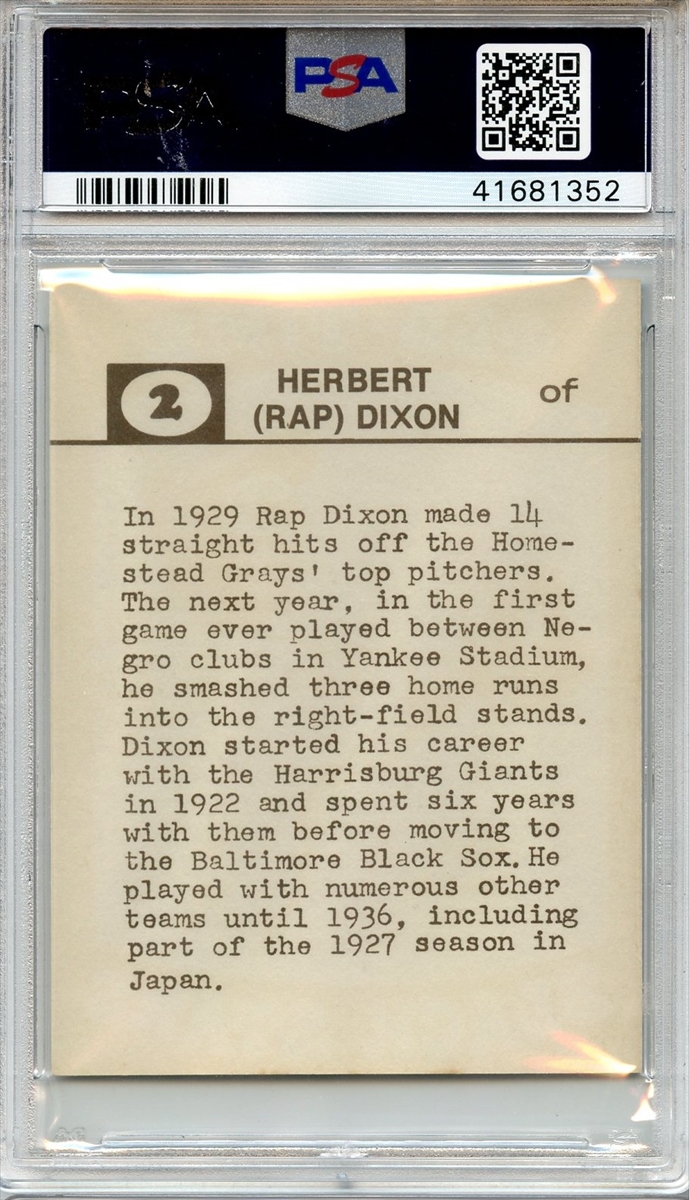 PSA
PSA
41681352
2
HERBERT
(RAP) DIXON
of
In 1929 Rap Dixon made 14
straight hits off the Home-
stead Grays' top pitchers.
The next year, in the first
game ever played between Ne-
gro clubs in Yankee Stadium,
he smashed three home runs
into the right-field stands.
Dixon started his career
with the Harrisburg Giants
in 1922 and spent six years
with them before moving to
the Baltimore Black Sox. He
played with numerous other
teams until 1936, including
part of the 1927 season in
Japan.